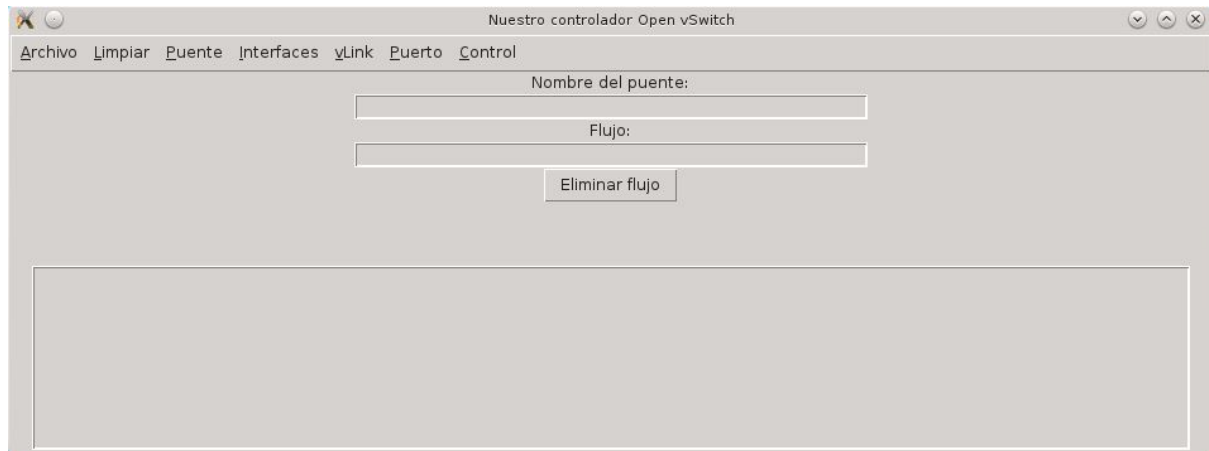 Nuestro controlador Open vSwitch
Archivo Limpiar Puente Interfaces vLink Puerto Control
Nombre del puente:
Flujo:
Eliminar flujo